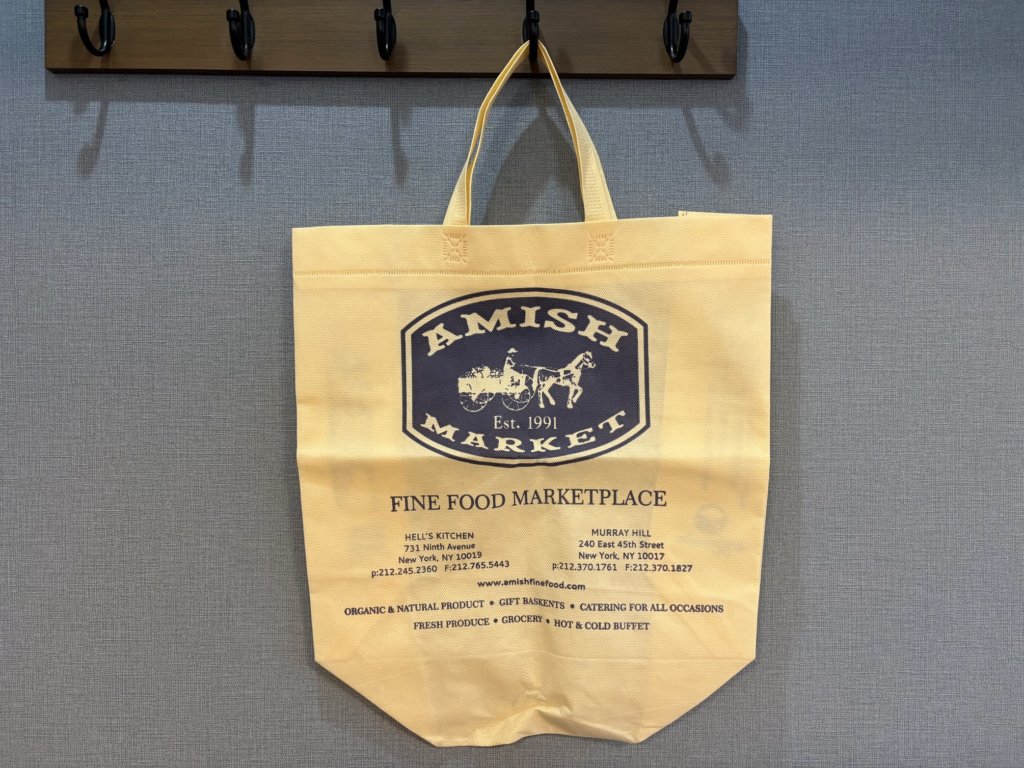 AMISH
Est. 1991
MARKET
FINE FOOD MARKETPLACE
HELL'S KITCHEN
731 Ninth Avenue
New York, NY 10019
p:212.245.2360 F:212.765.5443
MURRAY HILL
240 East 45th Street
New York, NY 10017
p:212.370.1761 F:212.370.1827
www.amishfinefood.com
ORGANIC & NATURAL PRODUCT • GIFT BASKENTS • CATERING FOR ALL OCCASIONS
FRESH PRODUCE • GROCERY • HOT & COLD BUFFET